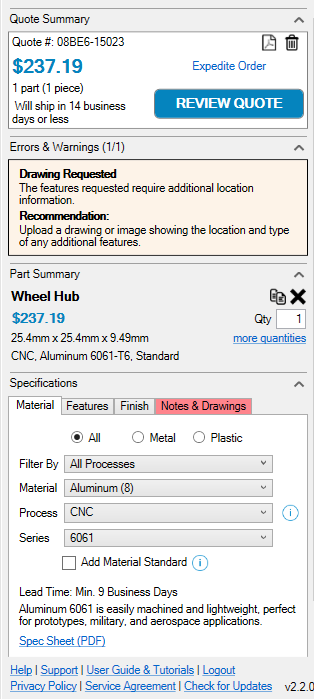 Quote Summary
Quote #: 08BE6-15023
$237.19
Expedite Order
1 part (1 piece)
Will ship in 14 business
days or less
REVIEW QUOTE
Errors & Warnings (1/1)
Drawing Requested
The features requested require additional location
information.
Recommendation:
Upload a drawing or image showing the location and type
of any additional features.
Part Summary
Wheel Hub
$237.19
Qty 1
25.4mm x 25.4mm x 9.49mm
more quantities
CNC, Aluminum 6061-T6, Standard
Specifications
Material Features Finish Notes & Drawings
All Metal Plastic
Filter By All Processes
Material Aluminum (8)
Process CNC
Series 6061
Add Material Standard
Lead Time: Min. 9 Business Days
Aluminum 6061 is easily machined and lightweight, perfect
for prototypes, military, and aerospace applications.
Spec Sheet (PDF)
Help | Support | User Guide & Tutorials | Logout
Privacy Policy | Service Agreement | Check for Updates v2.2.0